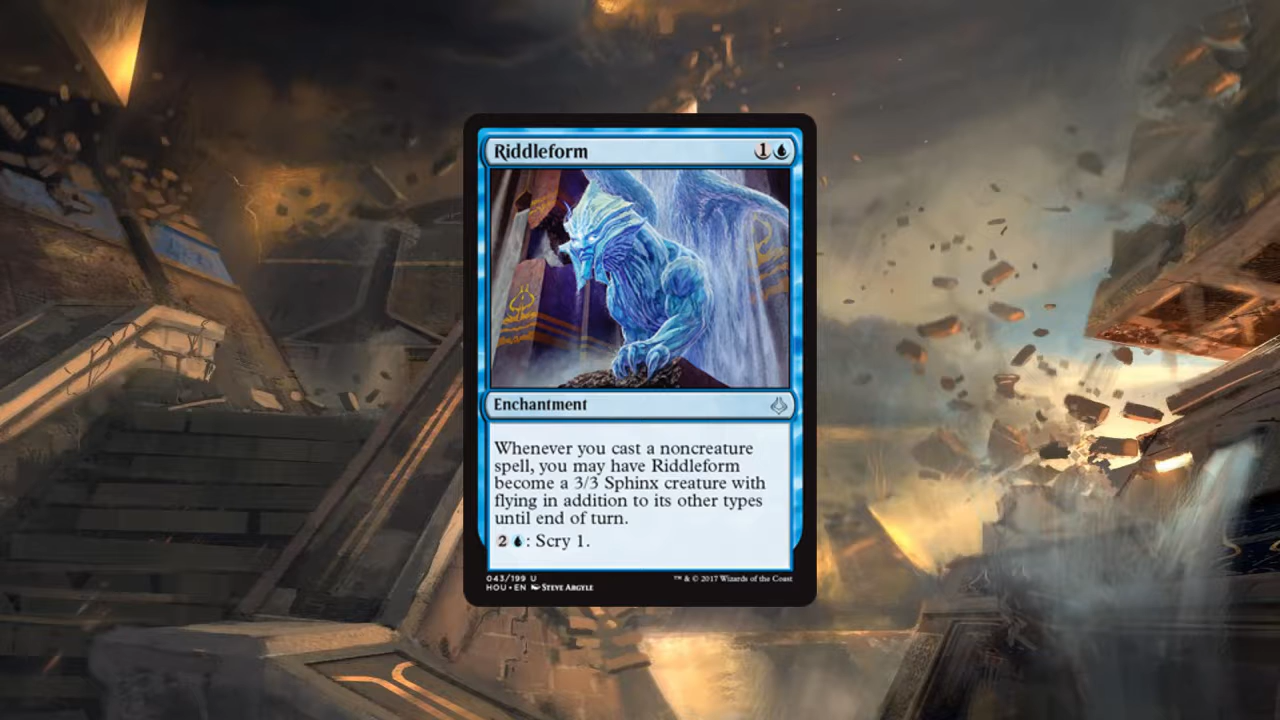 Riddleform 1
Enchantment
Whenever you cast a noncreature
spell, you may have Riddleform
become a 3/3 Sphinx creature with
flying in addition to its other types
until end of turn.
2 : Scry 1.
043/199 U ™ & © 2017 Wizards of the Coast
HOU • EN STEVE ARGYLE